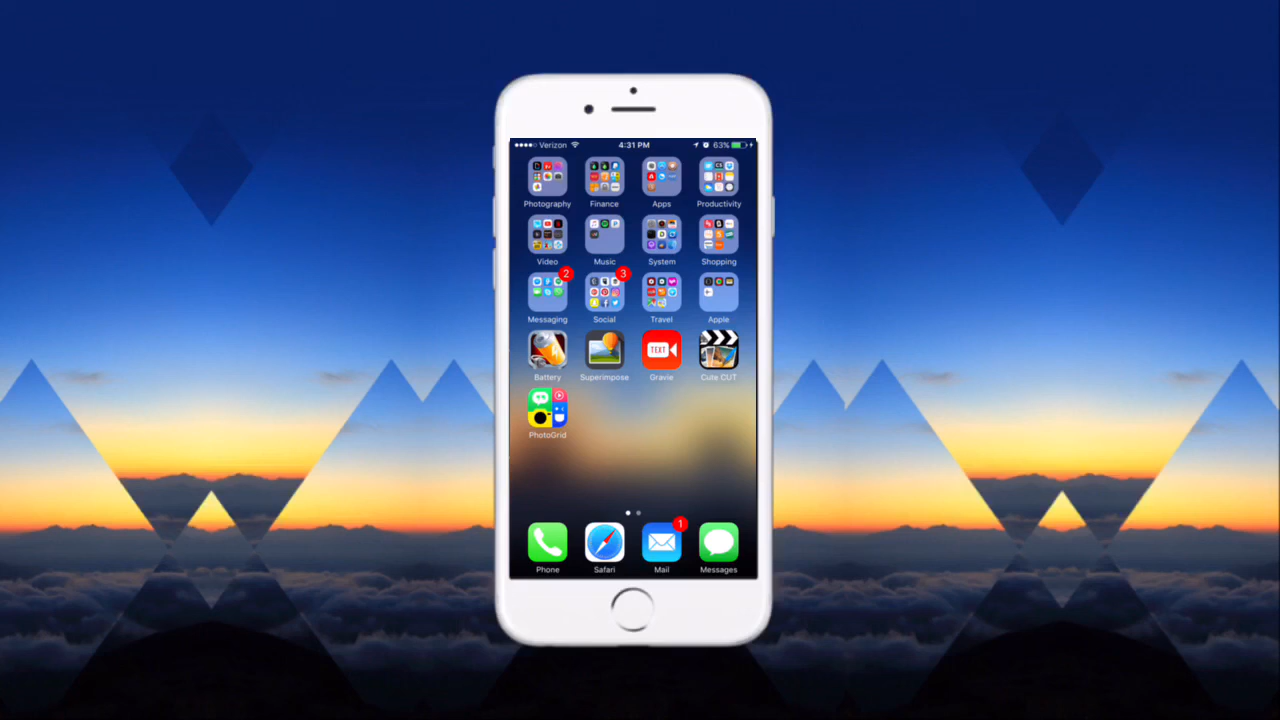 Verizon 4:31 PM 63%
Photography Finance Apps Productivity
Video Music System Shopping
2 3
Messaging Social Travel Apple
TEXT
Battery Superimpose Gravie Cute CUT
PhotoGrid
1
Phone Safari Mail Messages